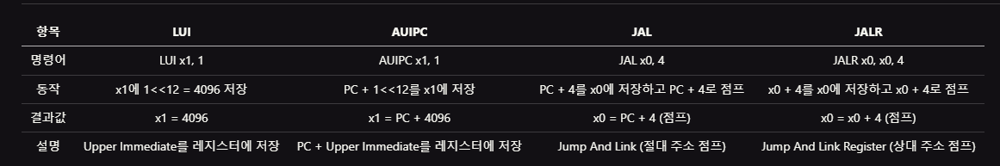 항목 LUI AUIPC JAL JALR
명령어 LUI x1, 1 AUIPC x1, 1 JAL x0, 4 JALR x0, x0, 4
동작 x1에 1<<12 = 4096 저장 PC + 1<<12를 x1에 저장 PC + 4를 x0에 저장하고 PC + 4로 점프 x0 + 4를 x0에 저장하고 x0 + 4로 점프
결과값 x1 = 4096 x1 = PC + 4096 x0 = PC + 4 (점프) x0 = x0 + 4 (점프)
설명 Upper Immediate를 레지스터에 저장 PC + Upper Immediate를 레지스터에 저장 Jump And Link (절대 주소 점프) Jump And Link Register (상대 주소 점프)